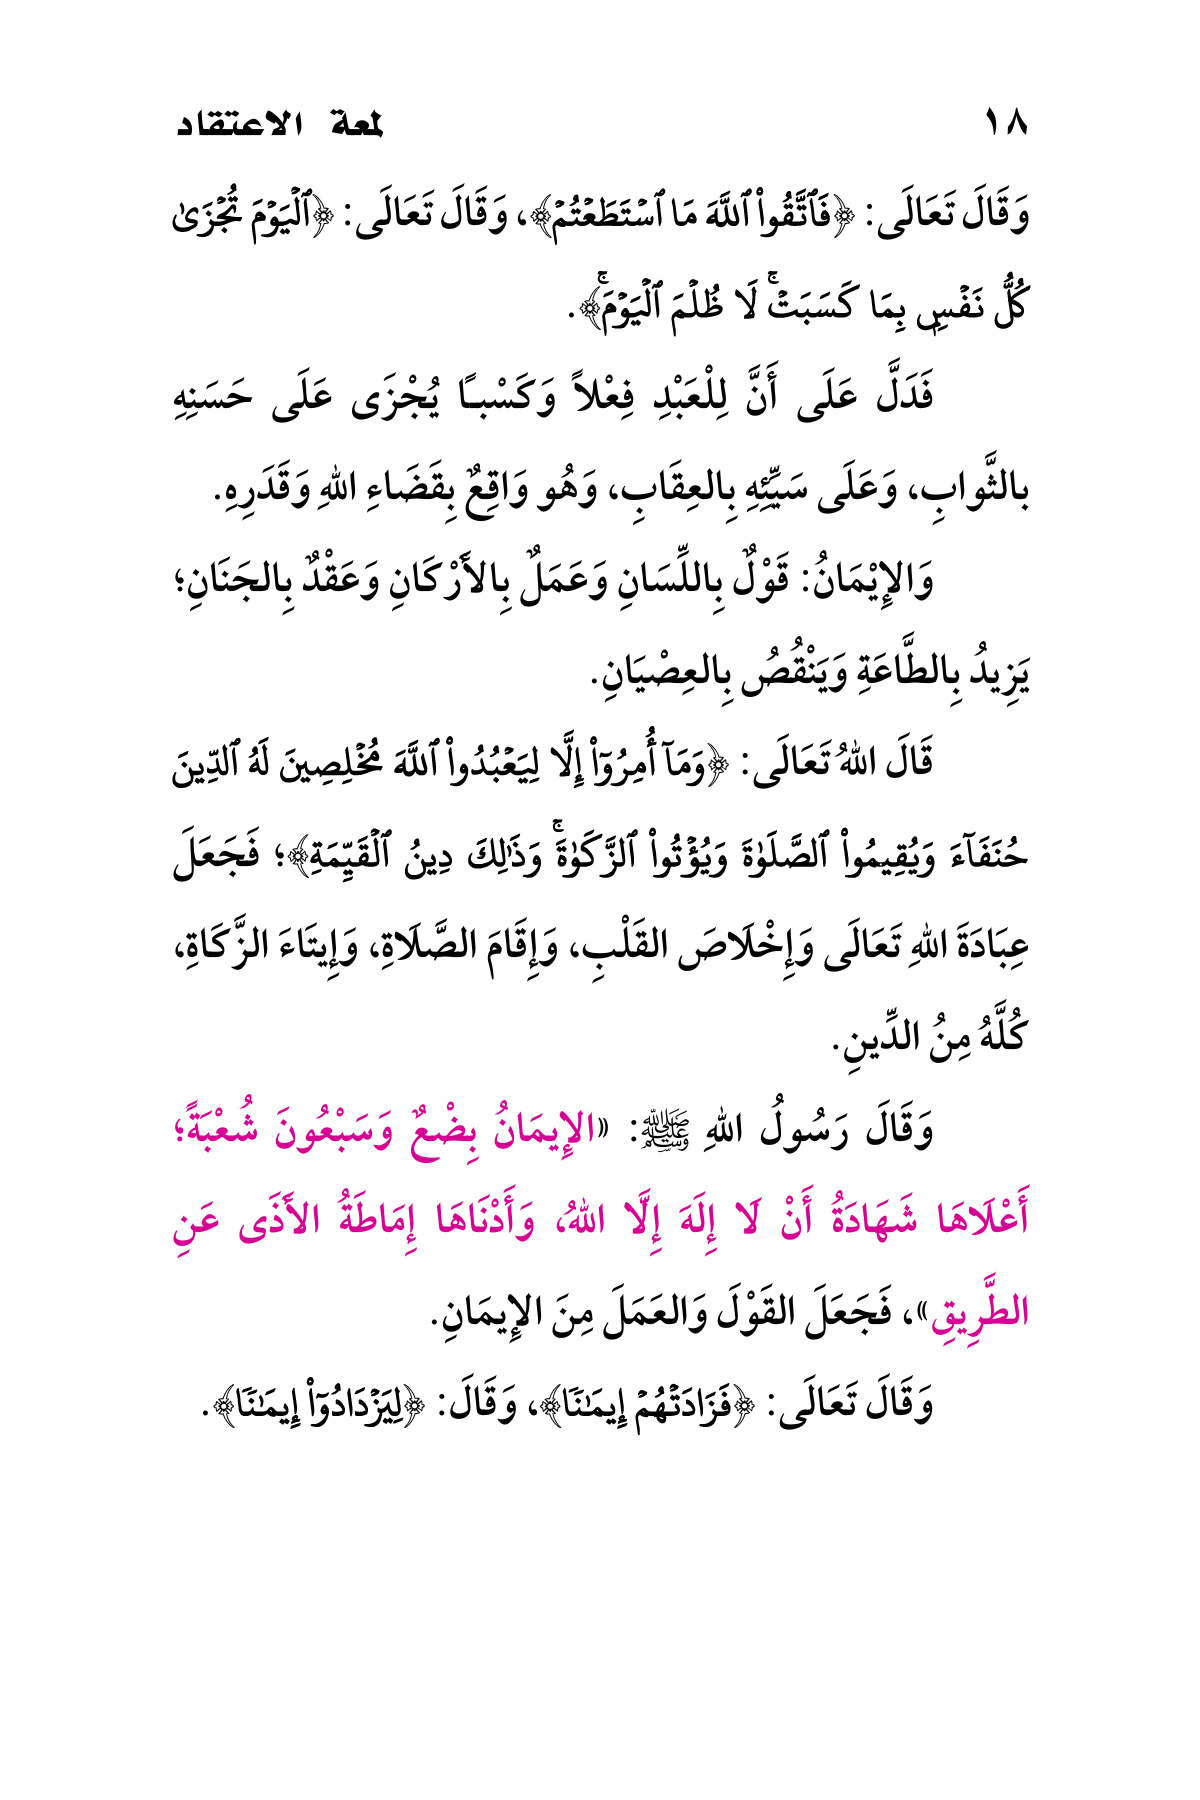 ١٨ لمعة الاعتقاد
وَقَالَ تَعَالَى: ﴿فَٱتَّقُوا۟ ٱللَّهَ مَا ٱسْتَطَعْتُمْ﴾، وَقَالَ تَعَالَى: ﴿ٱلْيَوْمَ تُجْزَىٰ
كُلُّ نَفْسٍۭ بِمَا كَسَبَتْ ۚ لَا ظُلْمَ ٱلْيَوْمَ ۚ﴾.
فَدَلَّ عَلَى أَنَّ لِلْعَبْدِ فِعْلاً وَكَسْبــًا يُجْزَى عَلَى حَسَنِهِ
بالثَّوابِ، وَعَلَى سَيِّئِهِ بِالعِقَابِ، وَهُو وَاقِعٌ بِقَضَاءِ اللهِ وَقَدَرِهِ.
وَالإِيْمَانُ: قَوْلٌ بِاللِّسَانِ وَعَمَلٌ بِالأَرْكَانِ وَعَقْدٌ بِالجَنَانِ؛
يَزِيدُ بِالطَّاعَةِ وَيَنْقُصُ بِالعِصْيَانِ.
قَالَ اللهُ تَعَالَى: ﴿وَمَآ أُمِرُوٓا۟ إِلَّا لِيَعْبُدُوا۟ ٱللَّهَ مُخْلِصِينَ لَهُ ٱلدِّينَ
حُنَفَآءَ وَيُقِيمُوا۟ ٱلصَّلَوٰةَ وَيُؤْتُوا۟ ٱلزَّكَوٰةَ ۚ وَذَٰلِكَ دِينُ ٱلْقَيِّمَةِ﴾؛ فَجَعَلَ
عِبَادَةَ اللهِ تَعَالَى وَإِخْلَاصَ القَلْبِ، وَإِقَامَ الصَّلَاةِ، وَإِيتَاءَ الزَّكَاةِ،
كُلَّهُ مِنُ الدِّينِ.
وَقَالَ رَسُولُ اللهِ ﷺ: «الإِيمَانُ بِضْعٌ وَسَبْعُونَ شُعْبَةً؛
أَعْلَاهَا شَهَادَةُ أَنْ لَا إِلَهَ إِلَّا اللهُ، وَأَدْنَاهَا إِمَاطَةُ الأَذَى عَنِ
الطَّرِيقِ»، فَجَعَلَ القَوْلَ وَالعَمَلَ مِنَ الإِيمَانِ.
وَقَالَ تَعَالَى: ﴿فَزَادَتْهُمْ إِيمَـٰنًا﴾، وَقَالَ: ﴿لِيَزْدَادُوٓا۟ إِيمَـٰنًا﴾.